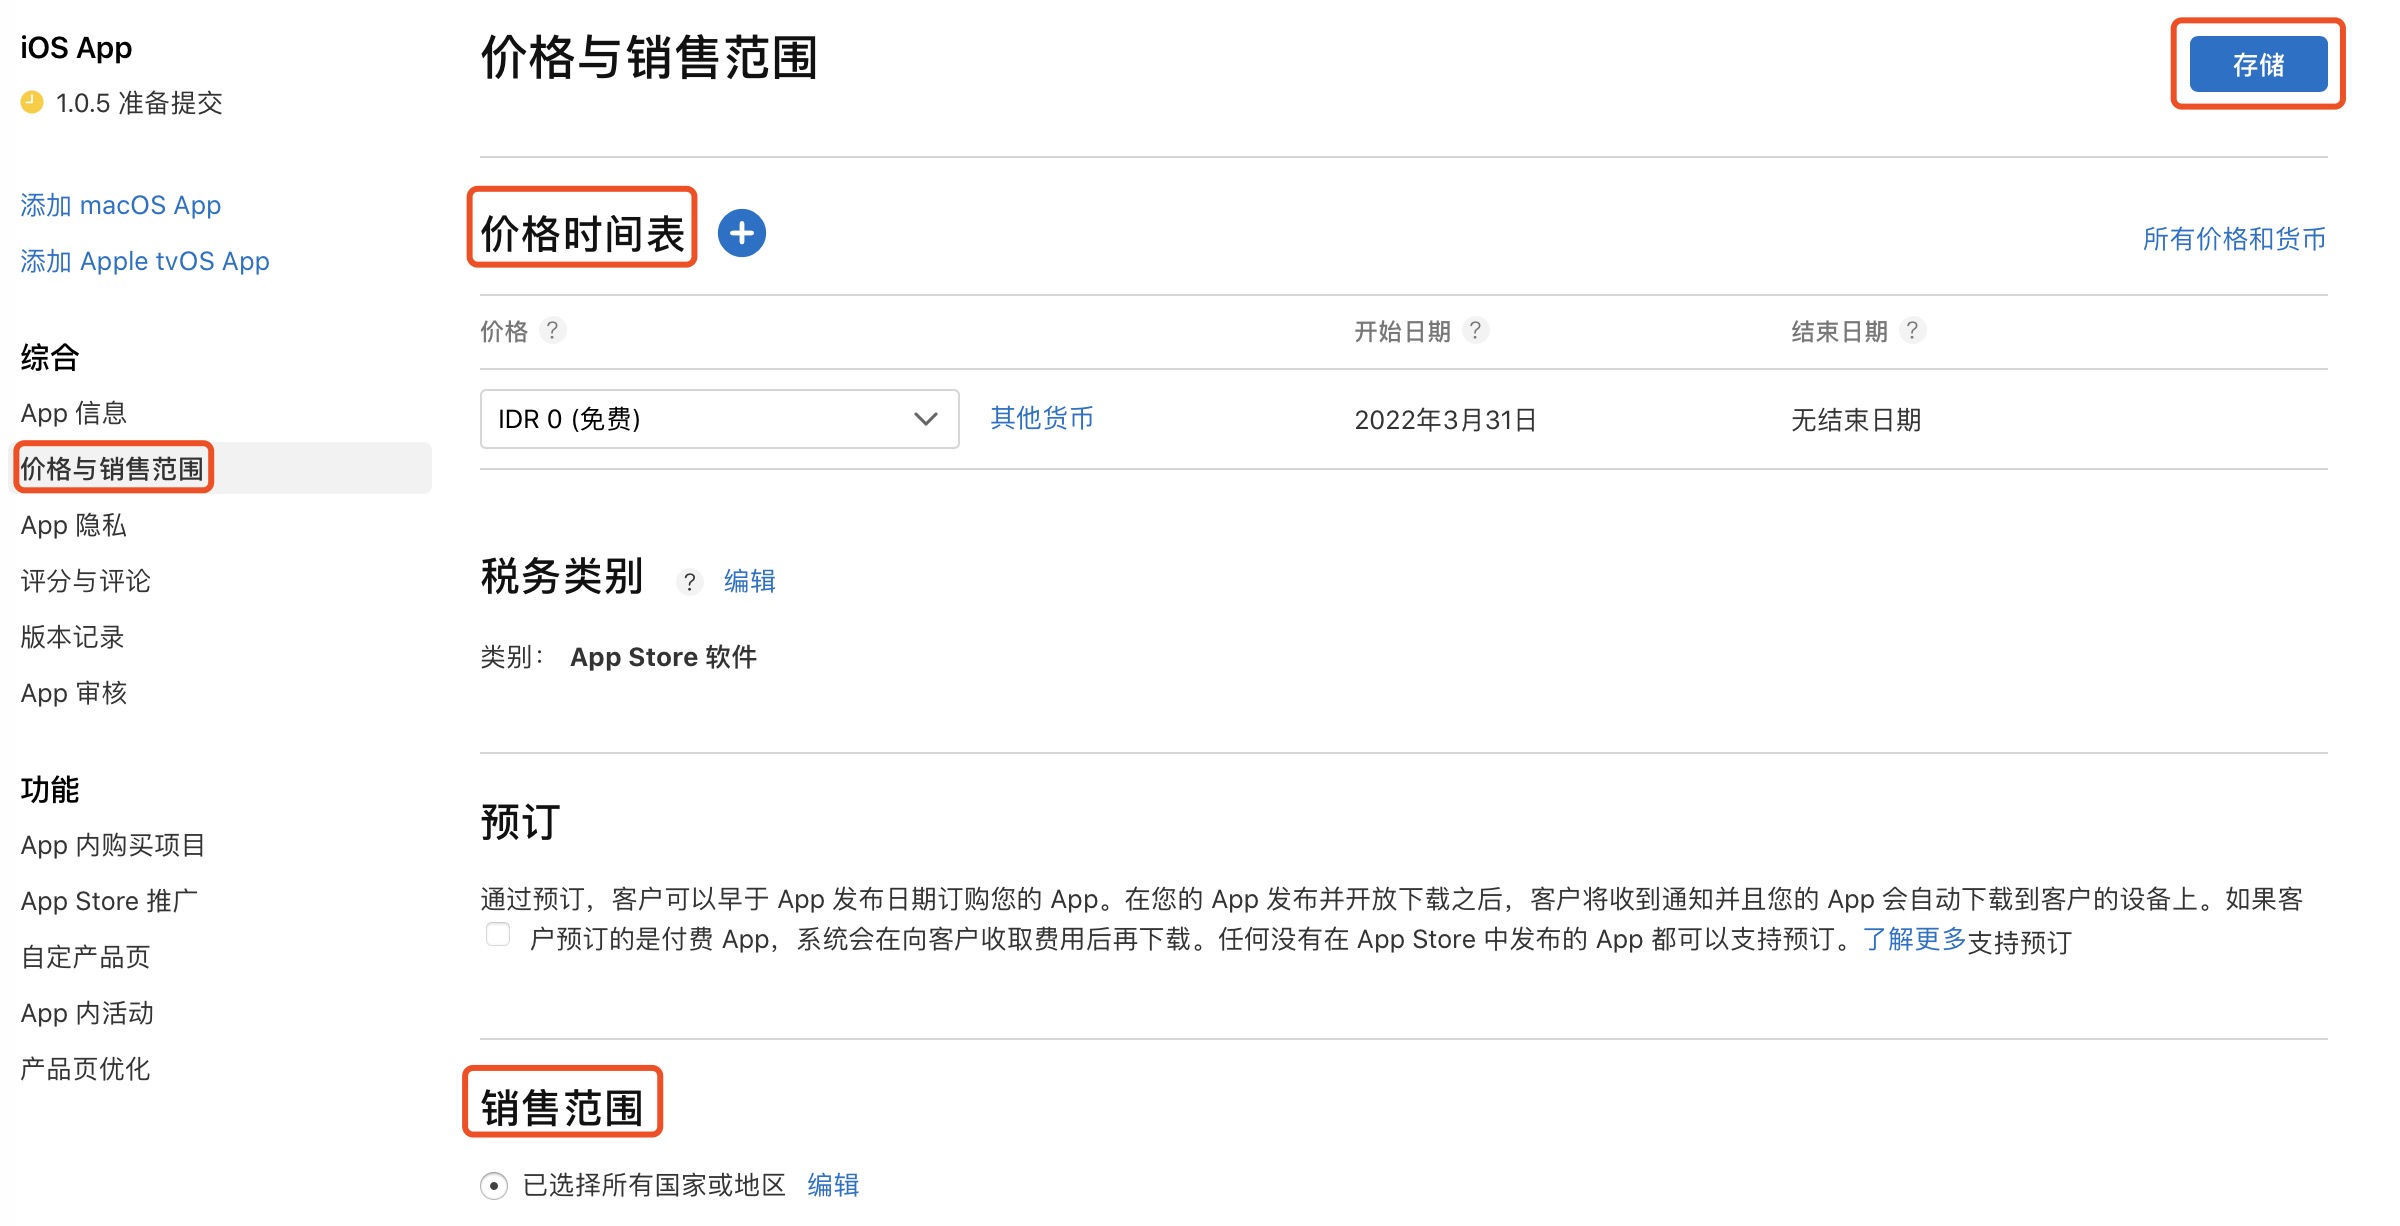 iOS App
1.0.5 准备提交
添加 macOS App
添加 Apple tvOS App
综合
App 信息
价格与销售范围
App 隐私
评分与评论
版本记录
App 审核
功能
App 内购买项目
App Store 推广
自定产品页
App 内活动
产品页优化
价格与销售范围
存储
价格时间表
所有价格和货币
价格 ?
开始日期 ?
结束日期 ?
IDR 0 (免费)
其他货币
2022年3月31日
无结束日期
税务类别 ? 编辑
类别： App Store 软件
预订
通过预订，客户可以早于 App 发布日期订购您的 App。在您的 App 发布并开放下载之后，客户将收到通知并且您的 App 会自动下载到客户的设备上。如果客
户预订的是付费 App，系统会在向客户收取费用后再下载。任何没有在 App Store 中发布的 App 都可以支持预订。了解更多支持预订
销售范围
已选择所有国家或地区 编辑